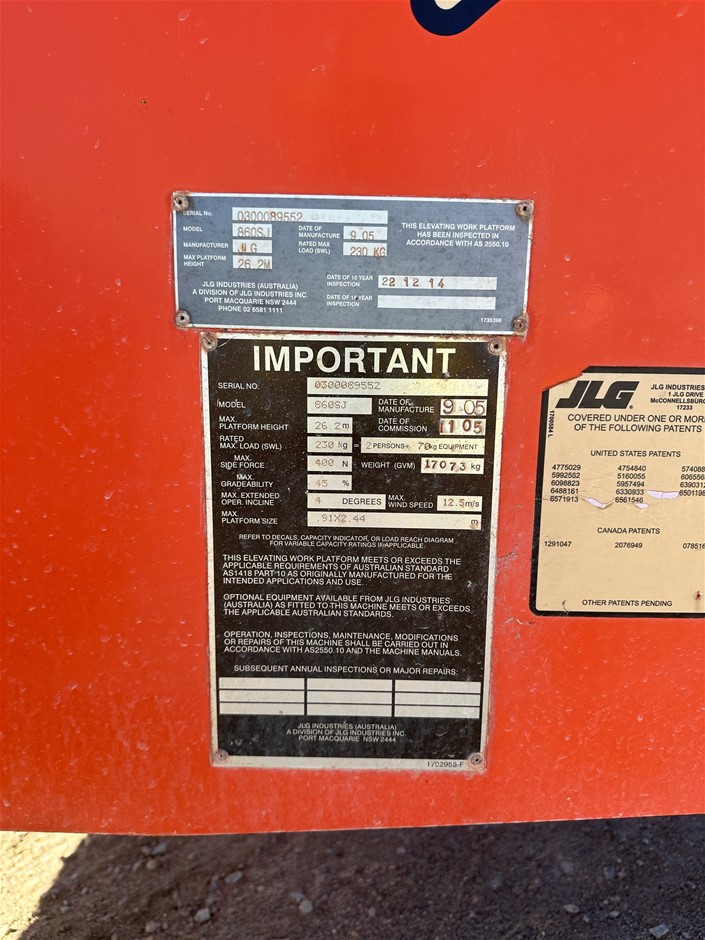 SERIAL No. 0300089552
MODEL 860SJ DATE OF MANUFACTURE 9.05
MANUFACTURER JLG RATED MAX LOAD (SWL) 230 KG
MAX PLATFORM HEIGHT 26.2M
THIS ELEVATING WORK PLATFORM
HAS BEEN INSPECTED IN
ACCORDANCE WITH AS 2550.10
JLG INDUSTRIES (AUSTRALIA)
A DIVISION OF JLG INDUSTRIES INC.
PORT MACQUARIE NSW 2444
PHONE 02 6581 1111
DATE OF 10 YEAR INSPECTION 22 12 14
DATE OF YEAR INSPECTION
1735396
IMPORTANT
SERIAL NO: 0300089552
MODEL 860SJ DATE OF MANUFACTURE 9 05
MAX. PLATFORM HEIGHT 26.2m DATE OF COMMISSION 11 05
RATED MAX. LOAD (SWL) 230 kg = 2 PERSONS+ 70kg EQUIPMENT
MAX. SIDE FORCE 400 N WEIGHT (GVM) 17073 kg
MAX. GRADEABILITY 45 %
MAX. EXTENDED OPER. INCLINE 4 DEGREES MAX. WIND SPEED 12.5m/s
MAX. PLATFORM SIZE .91X2.44 m
REFER TO DECALS, CAPACITY INDICATOR, OR LOAD REACH DIAGRAM
FOR VARIABLE CAPACITY RATINGS IF APPLICABLE.
THIS ELEVATING WORK PLATFORM MEETS OR EXCEEDS THE
APPLICABLE REQUIREMENTS OF AUSTRALIAN STANDARD
AS1418 PART 10 AS ORIGINALLY MANUFACTURED FOR THE
INTENDED APPLICATIONS AND USE.
OPTIONAL EQUIPMENT AVAILABLE FROM JLG INDUSTRIES
(AUSTRALIA) AS FITTED TO THIS MACHINE MEETS OR EXCEEDS
THE APPLICABLE AUSTRALIAN STANDARDS.
OPERATION, INSPECTIONS, MAINTENANCE, MODIFICATIONS
OR REPAIRS OF THIS MACHINE SHALL BE CARRIED OUT IN
ACCORDANCE WITH AS2550.10 AND THE MACHINE MANUALS.
SUBSEQUENT ANNUAL INSPECTIONS OR MAJOR REPAIRS:
JLG INDUSTRIES (AUSTRALIA)
A DIVISION OF JLG INDUSTRIES INC.
PORT MACQUARIE NSW 2444
1702958-F
JLG
JLG INDUSTRIES
1 JLG DRIVE
McCONNELLSBURG
17233
COVERED UNDER ONE OR MORE
OF THE FOLLOWING PATENTS
UNITED STATES PATENTS
4775029 4754840 574088
5992562 5160055 606556
6098823 5957494 6390312
6488161 6330933 6501198
6571913 6561546
CANADA PATENTS
1291047 2076949 078516
OTHER PATENTS PENDING